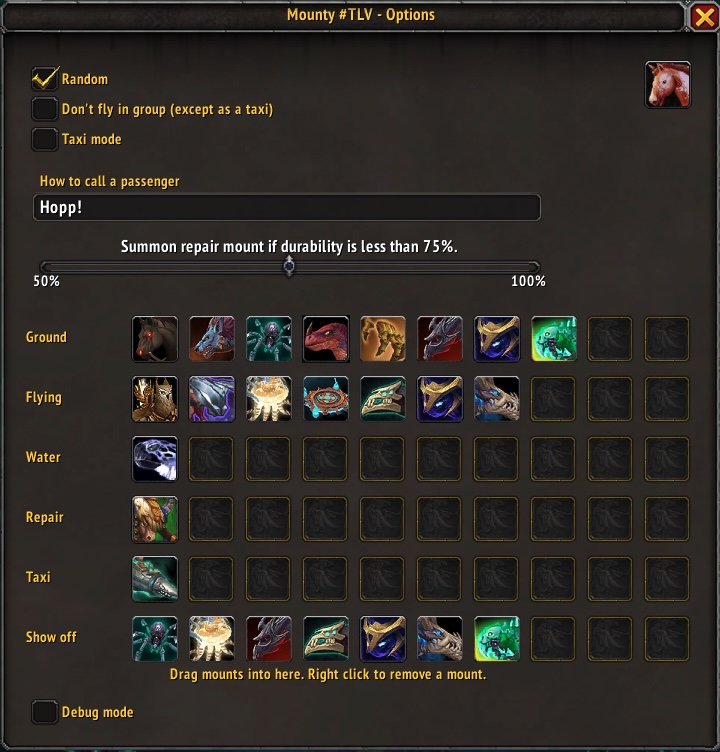 Mounty #TLV - Options
Random
Don't fly in group (except as a taxi)
Taxi mode
How to call a passenger
Hopp!
Summon repair mount if durability is less than 75%.
50% 100%
Ground
Flying
Water
Repair
Taxi
Show off
Drag mounts into here. Right click to remove a mount.
Debug mode